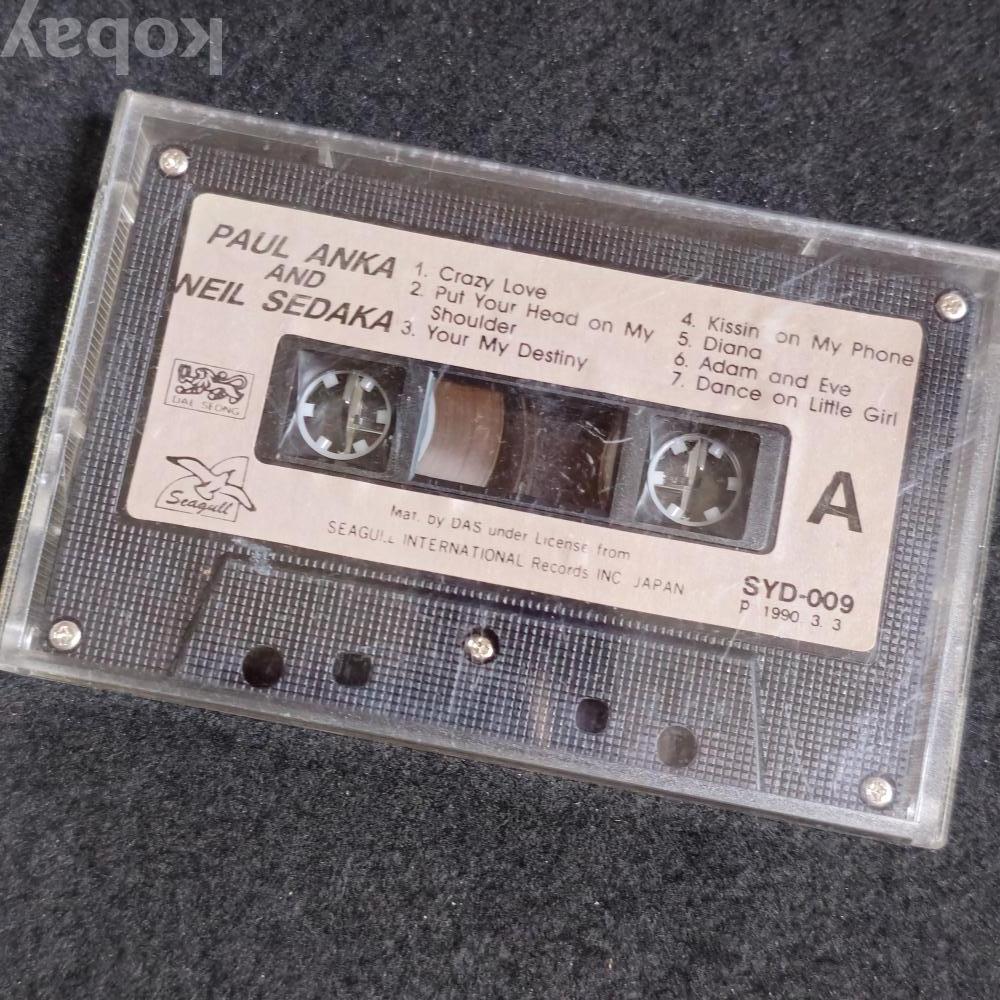 kobay
PAUL ANKA
AND
NEIL SEDAKA
1. Crazy Love
2. Put Your Head on My
Shoulder
3. Your My Destiny
4. Kissin on My Phone
5. Diana
6. Adam and Eve
7. Dance on Little Girl
DAE SEONG
Seagull
A
Mat. by DAS under License from
SEAGULL INTERNATIONAL Records INC JAPAN
SYD-009
P 1990. 3. 3